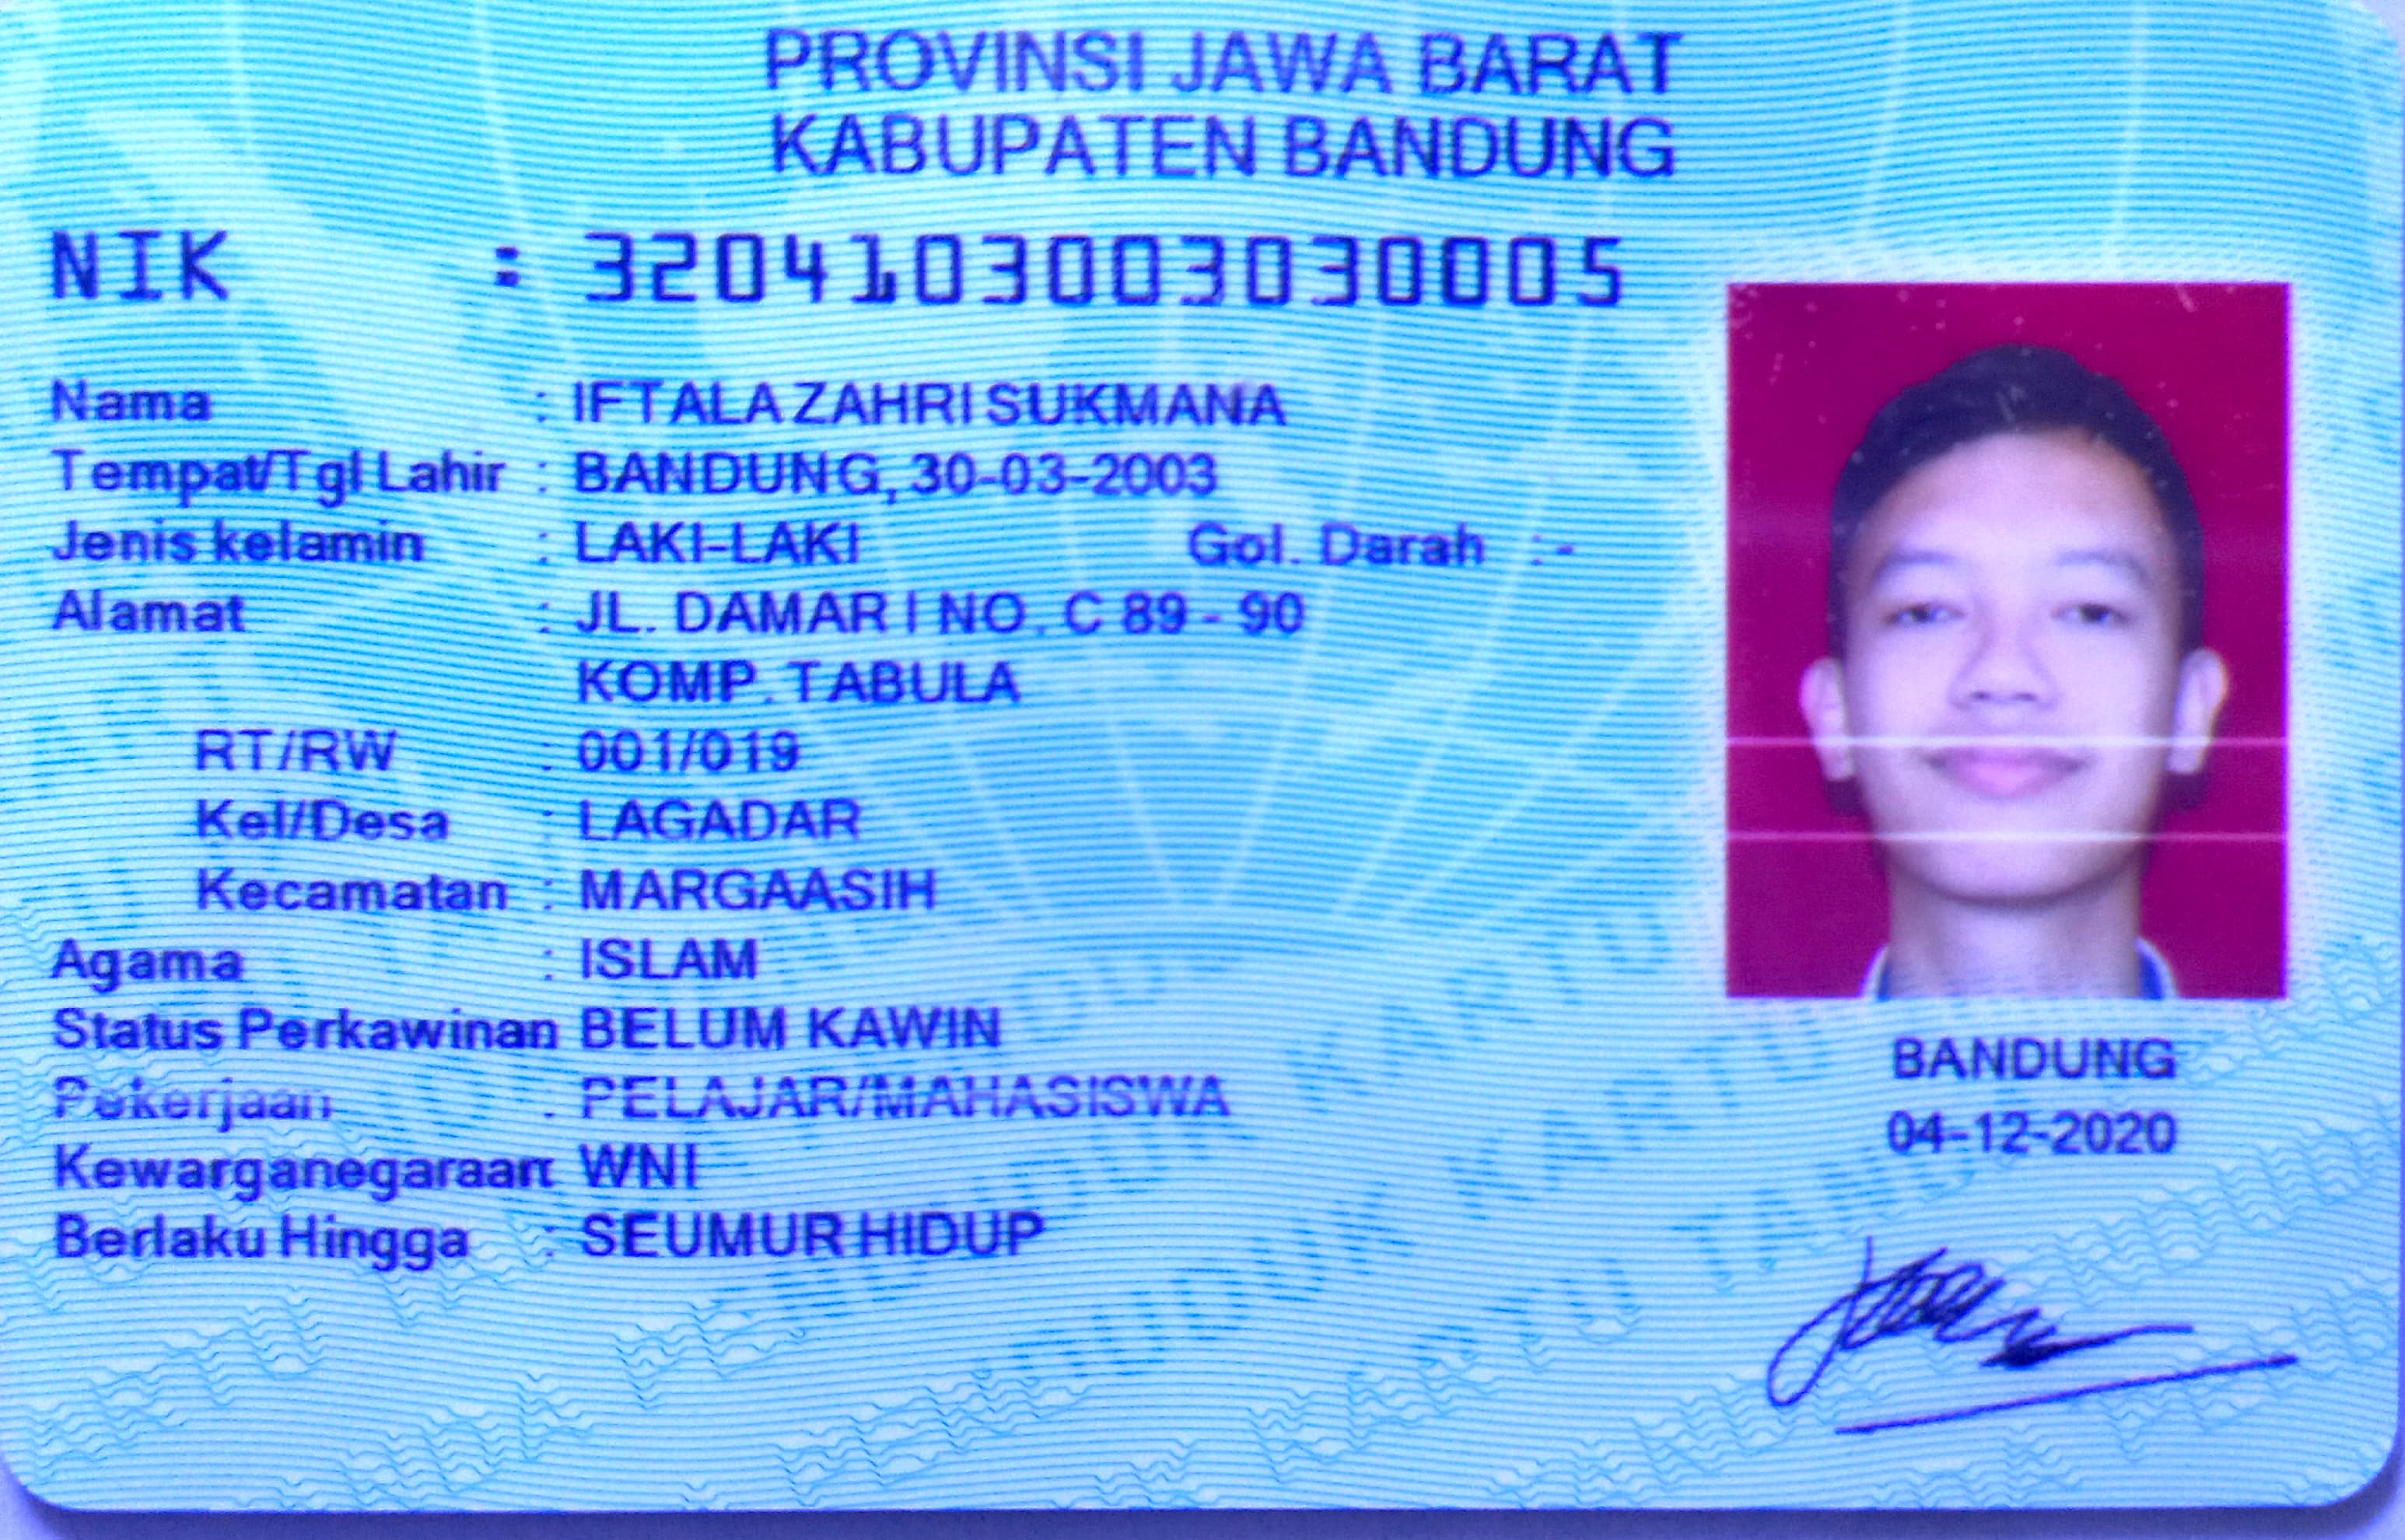 PROVINSI JAWA BARAT
KABUPATEN BANDUNG
NIK : 3204103003030005
Nama : IFTALA ZAHRI SUKMANA
Tempat/Tgl Lahir : BANDUNG, 30-03-2003
Jenis kelamin : LAKI-LAKI Gol. Darah : -
Alamat : JL. DAMAR I NO. C 89 - 90
KOMP. TABULA
RT/RW : 001/019
Kel/Desa : LAGADAR
Kecamatan : MARGAASIH
Agama : ISLAM
Status Perkawinan BELUM KAWIN
Pekerjaan : PELAJAR/MAHASISWA
Kewarganegaraan WNI
Berlaku Hingga : SEUMUR HIDUP
BANDUNG
04-12-2020